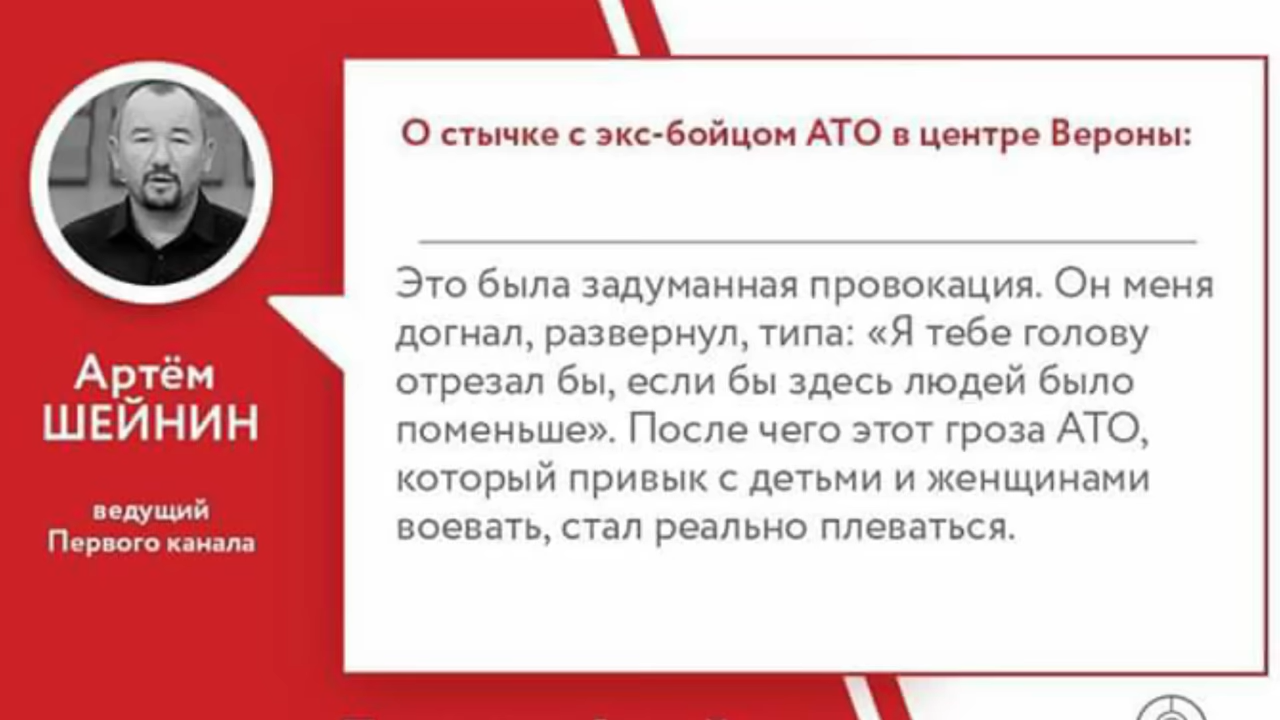 О стычке с экс-бойцом АТО в центре Вероны:
Это была задуманная провокация. Он меня
догнал, развернул, типа: «Я тебе голову
отрезал бы, если бы здесь людей было
поменьше». После чего этот гроза АТО,
который привык с детьми и женщинами
воевать, стал реально плеваться.
Артём
ШЕЙНИН
ведущий
Первого канала